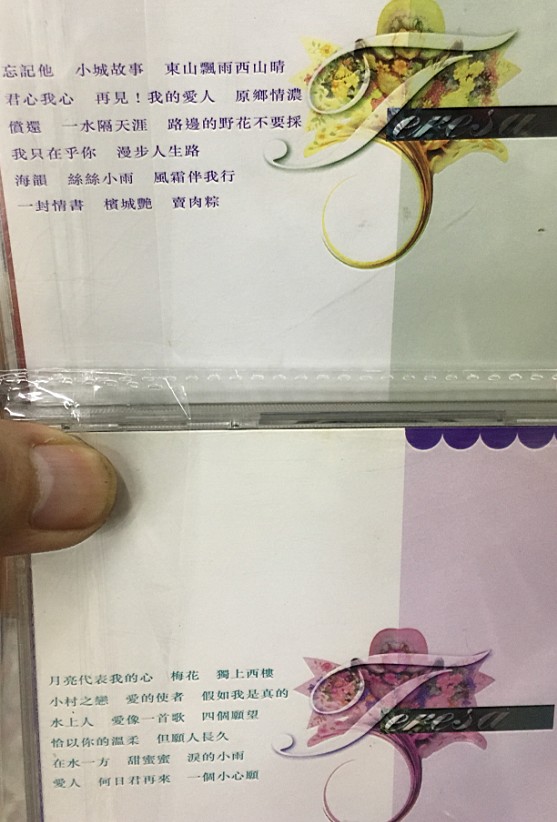 忘記他 小城故事 東山飄雨西山晴
君心我心 再見！我的愛人 原鄉情濃
償還 一水隔天涯 路邊的野花不要採
我只在乎你 漫步人生路
海韻 絲絲小雨 風霜伴我行
一封情書 檳城艷 賣肉粽
Teresa
月亮代表我的心 梅花 獨上西樓
小村之戀 愛的使者 假如我是真的
水上人 愛像一首歌 四個願望
恰以你的溫柔 但願人長久
在水一方 甜蜜蜜 淚的小雨
愛人 何日君再來 一個小心願
Teresa